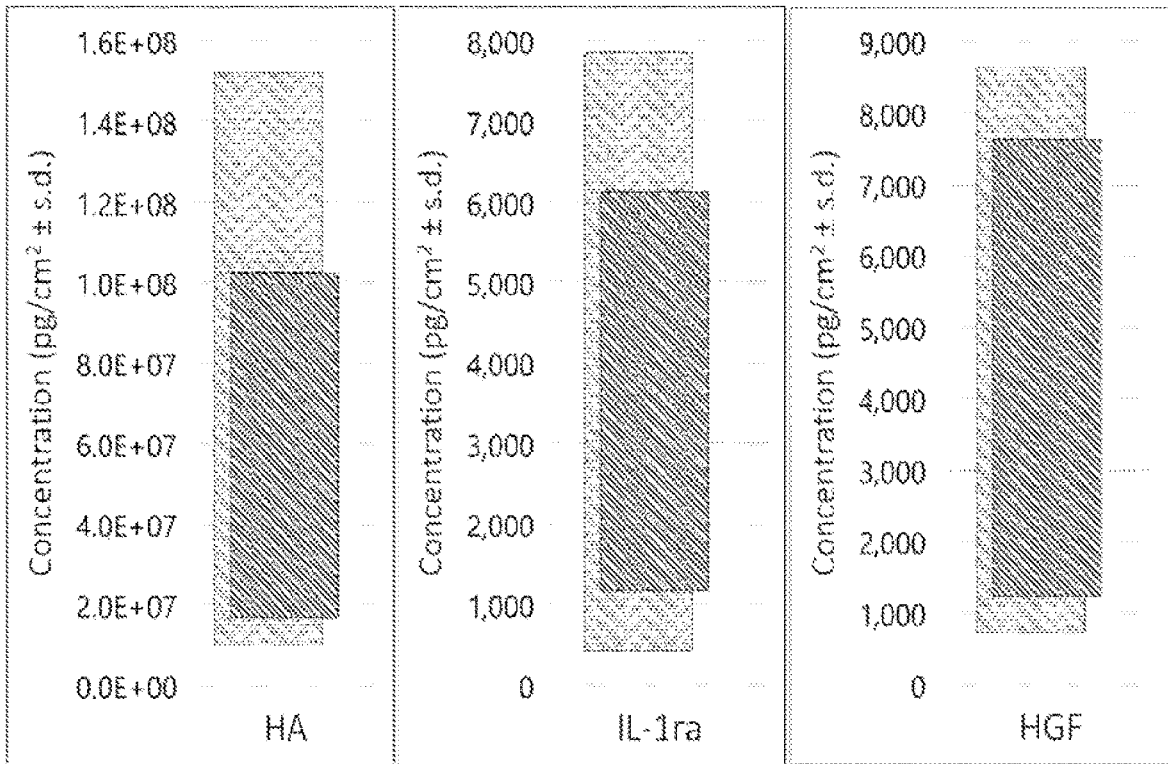 Concentration (pg/cm² ± s.d.)
1.6E+08
1.4E+08
1.2E+08
1.0E+08
8.0E+07
6.0E+07
4.0E+07
2.0E+07
0.0E+00
HA
Concentration (pg/cm² ± s.d.)
8,000
7,000
6,000
5,000
4,000
3,000
2,000
1,000
0
IL-1ra
Concentration (pg/cm² ± s.d.)
9,000
8,000
7,000
6,000
5,000
4,000
3,000
2,000
1,000
0
HGF